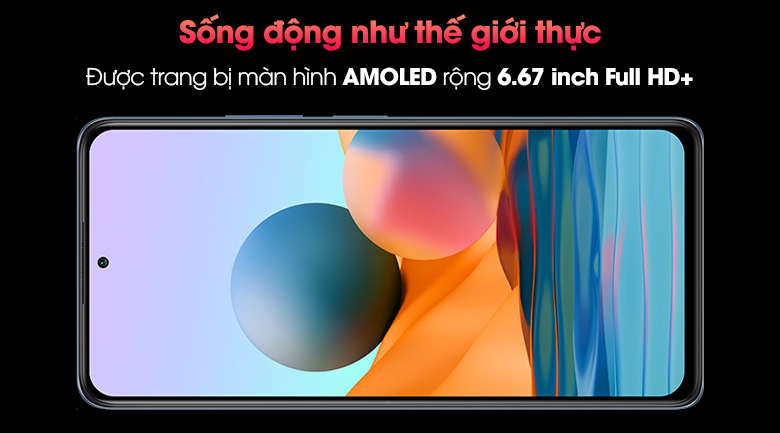 Sống động như thế giới thực
Được trang bị màn hình AMOLED rộng 6.67 inch Full HD+